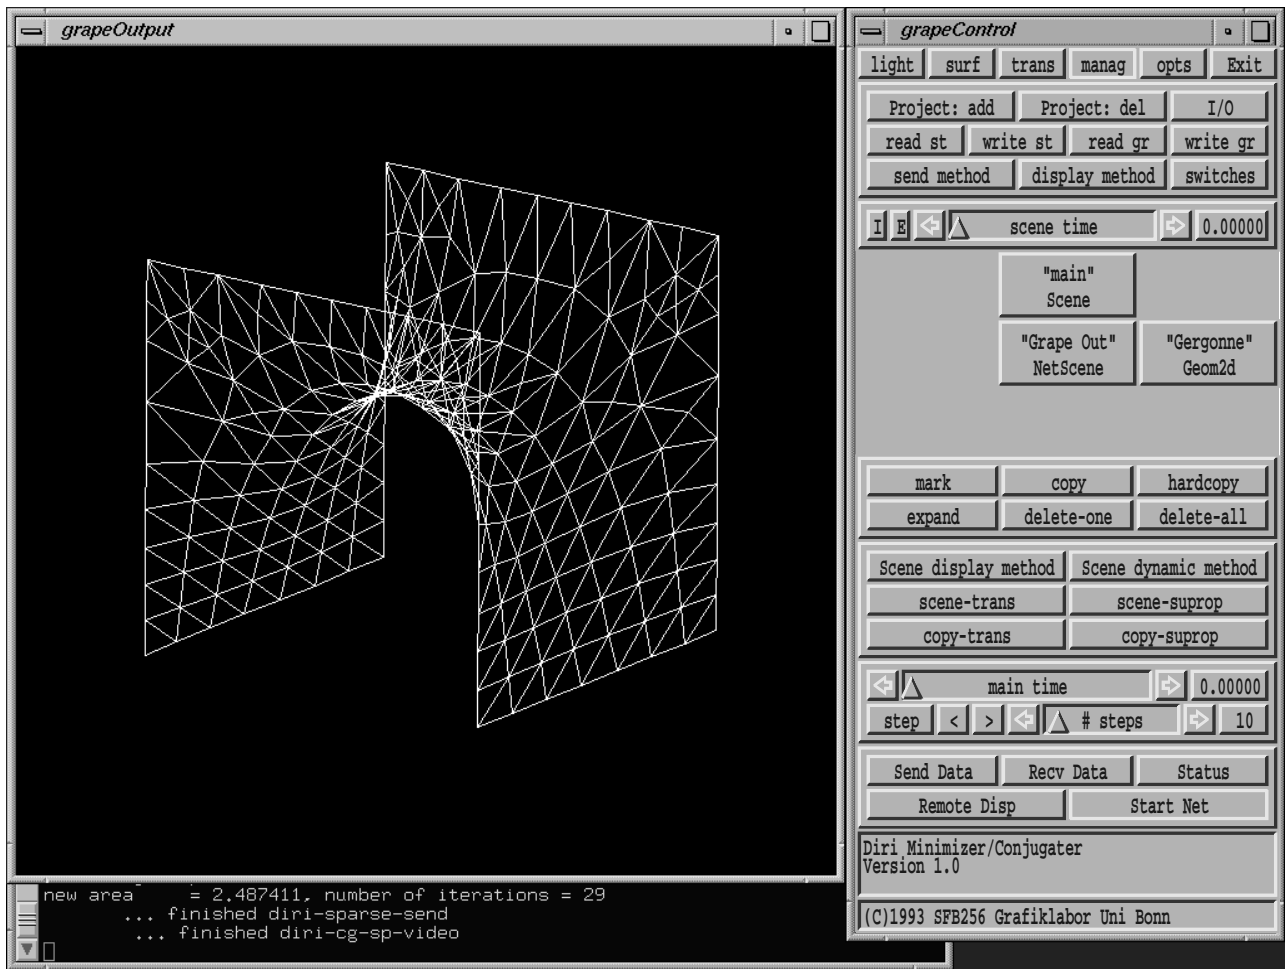 grapeOutput
grapeControl
light surf trans manag opts Exit
Project: add Project: del I/O
read st write st read gr write gr
send method display method switches
I E scene time 0.00000
"main"
Scene
"Grape Out"
NetScene
"Gergonne"
Geom2d
mark copy hardcopy
expand delete-one delete-all
Scene display method Scene dynamic method
scene-trans scene-suprop
copy-trans copy-suprop
main time 0.00000
step < > # steps 10
Send Data Recv Data Status
Remote Disp Start Net
Diri Minimizer/Conjugater
Version 1.0
(C)1993 SFB256 Grafiklabor Uni Bonn
new area = 2.487411, number of iterations = 29
... finished diri-sparse-send
... finished diri-cg-sp-video